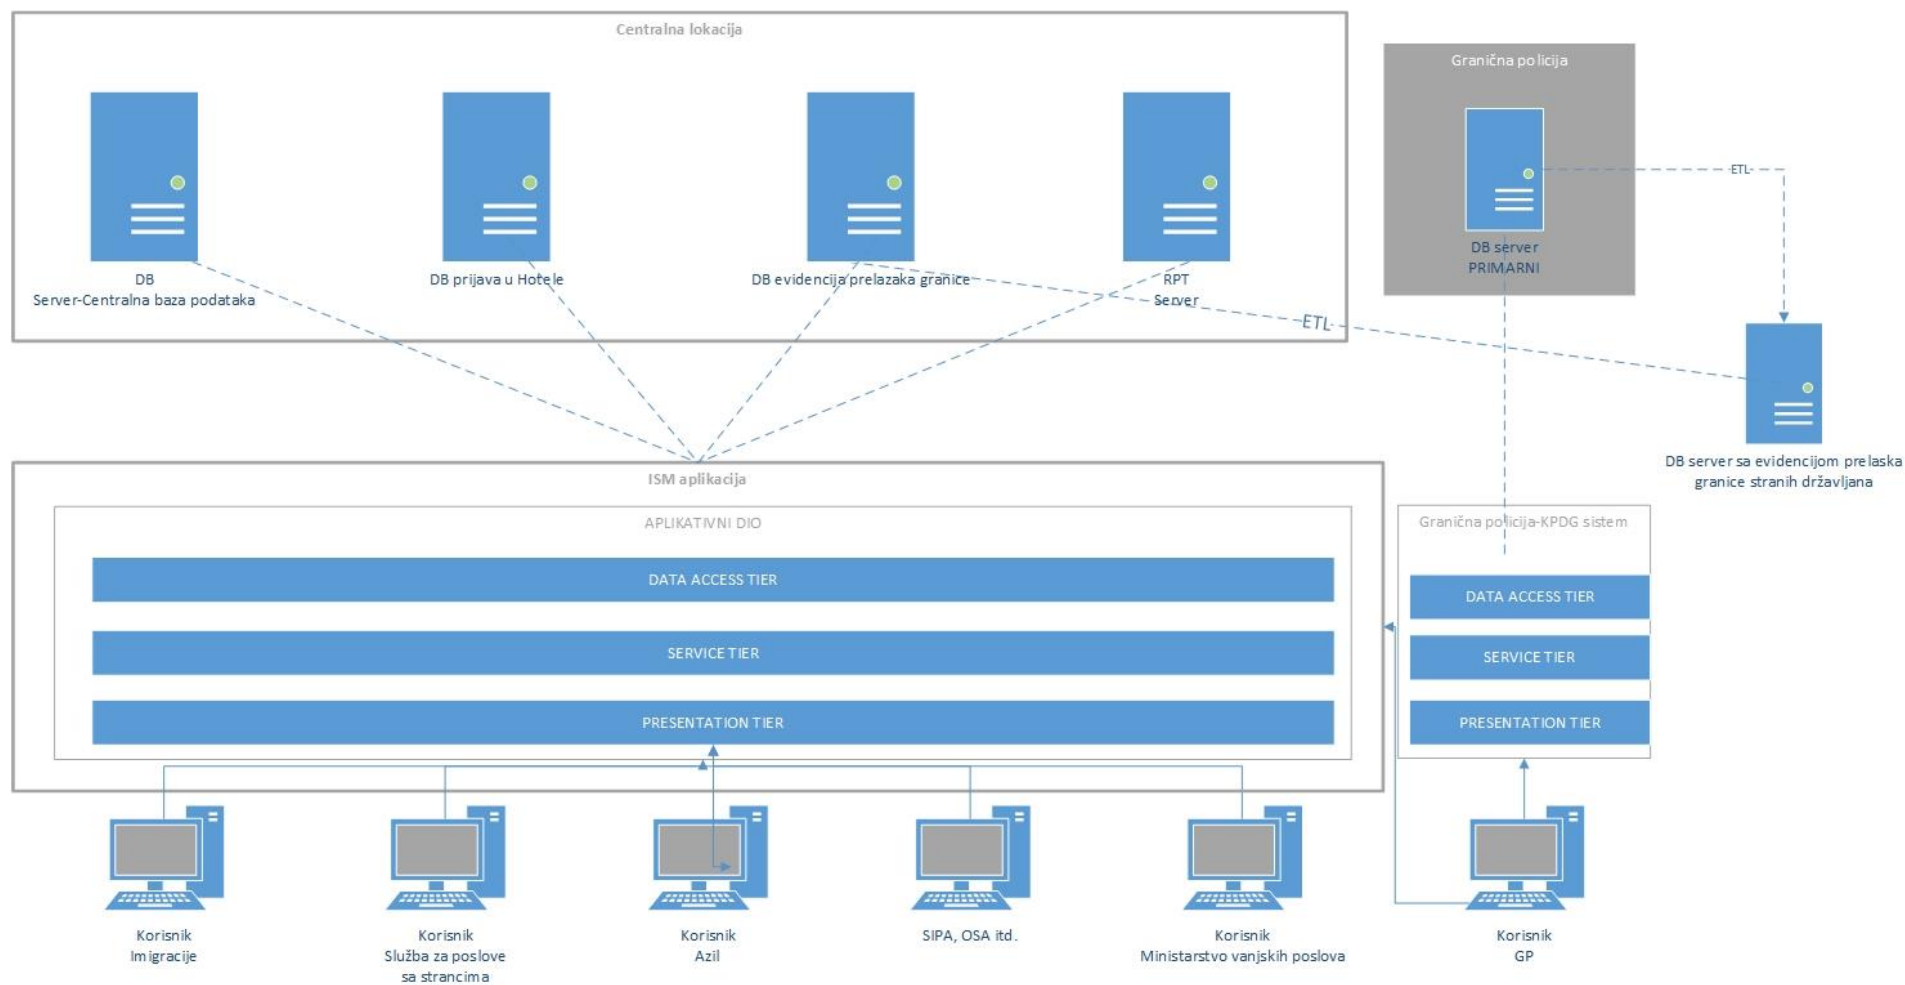 Centralna lokacija
Granična policija
ETL
DB server
PRIMARNI
DB
Server-Centralna baza podataka
DB prijava u Hotele
DB evidencija prelazaka granice
RPT
Server
ETL
DB server sa evidencijom prelaska
granice stranih državljana
ISM aplikacija
APLIKATIVNI DIO
DATA ACCESS TIER
SERVICE TIER
PRESENTATION TIER
Granična policija-KPDG sistem
DATA ACCESS TIER
SERVICE TIER
PRESENTATION TIER
Korisnik
Imigracije
Korisnik
Služba za poslove
sa strancima
Korisnik
Azil
SIPA, OSA itd.
Korisnik
Ministarstvo vanjskih poslova
Korisnik
GP